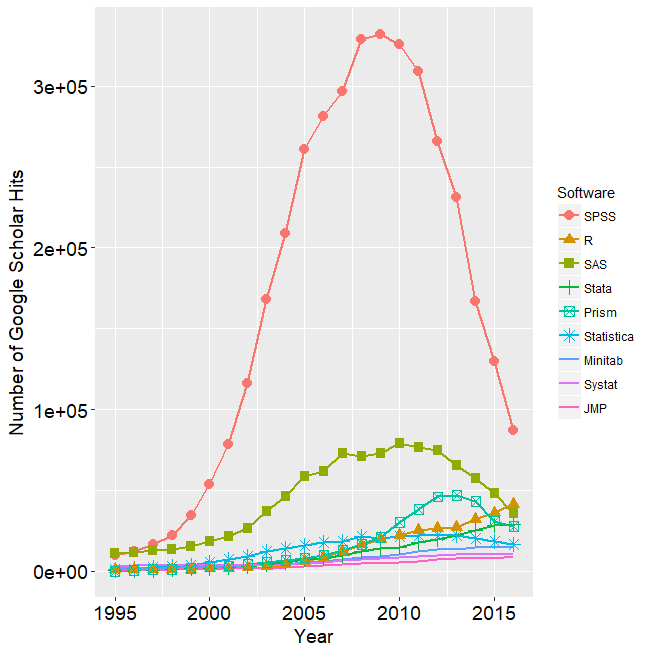 Number of Google Scholar Hits
3e+05
2e+05
1e+05
0e+00
1995 2000 2005 2010 2015
Year
Software
SPSS
R
SAS
Stata
Prism
Statistica
Minitab
Systat
JMP